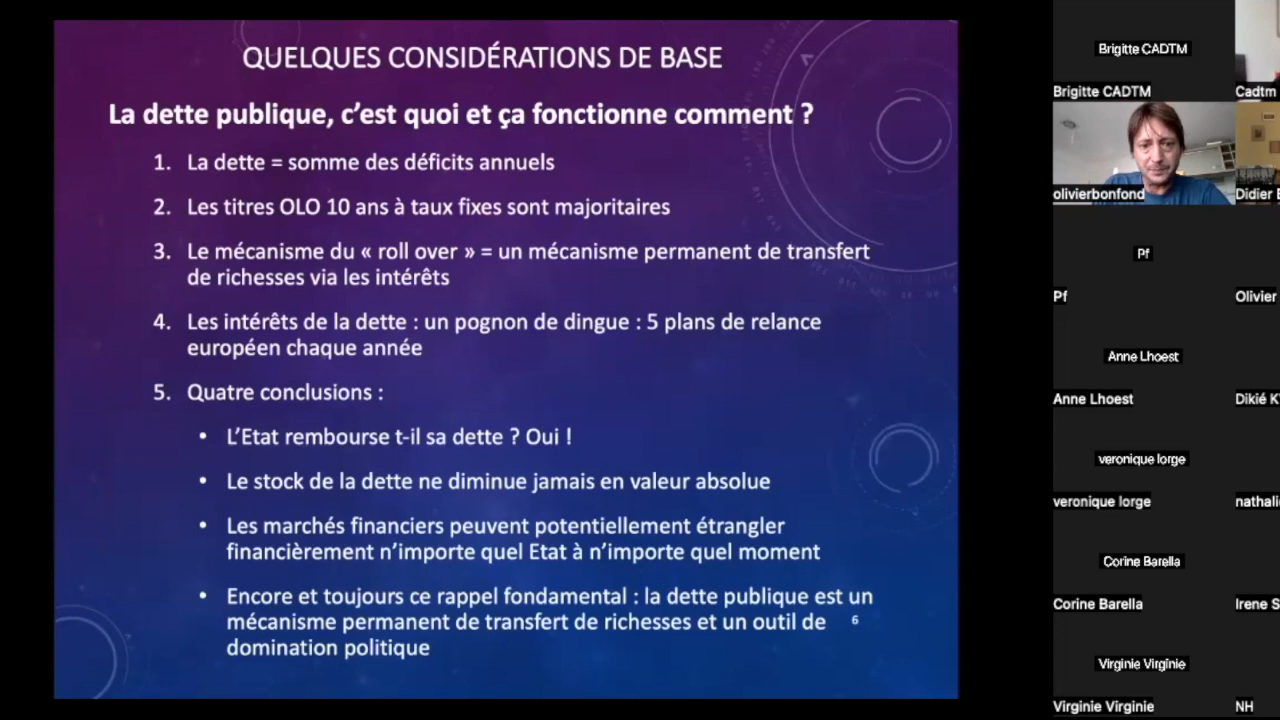 QUELQUES CONSIDÉRATIONS DE BASE
La dette publique, c’est quoi et ça fonctionne comment ?
1. La dette = somme des déficits annuels
2. Les titres OLO 10 ans à taux fixes sont majoritaires
3. Le mécanisme du « roll over » = un mécanisme permanent de transfert
de richesses via les intérêts
4. Les intérêts de la dette : un pognon de dingue : 5 plans de relance
européen chaque année
5. Quatre conclusions :
• L’Etat rembourse t-il sa dette ? Oui !
• Le stock de la dette ne diminue jamais en valeur absolue
• Les marchés financiers peuvent potentiellement étrangler
financièrement n’importe quel Etat à n’importe quel moment
• Encore et toujours ce rappel fondamental : la dette publique est un
mécanisme permanent de transfert de richesses et un outil de
domination politique
6
Brigitte CADTM
Brigitte CADTM
Cadtm
olivierbonfond
Didier
Pf
Pf
Olivier
Anne Lhoest
Anne Lhoest
Dikié
veronique lorge
veronique lorge
nathali
Corine Barella
Corine Barella
Irene S
Virginie Virginie
Virginie Virginie
NH